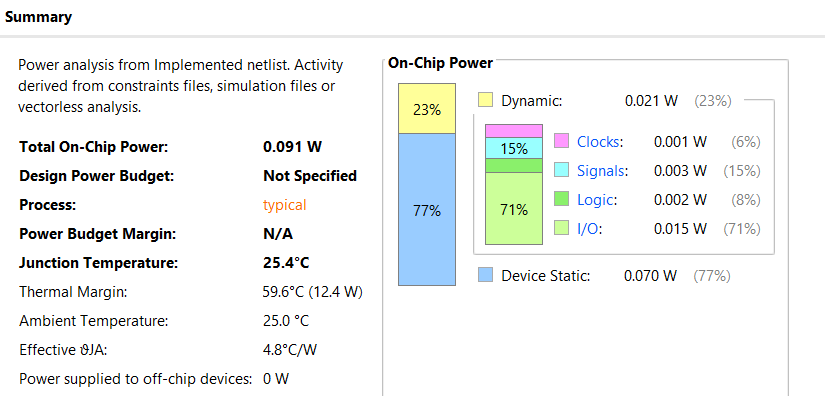 Summary
Power analysis from Implemented netlist. Activity
derived from constraints files, simulation files or
vectorless analysis.
Total On-Chip Power: 0.091 W
Design Power Budget: Not Specified
Process: typical
Power Budget Margin: N/A
Junction Temperature: 25.4°C
Thermal Margin: 59.6°C (12.4 W)
Ambient Temperature: 25.0 °C
Effective ϑJA: 4.8°C/W
Power supplied to off-chip devices: 0 W
On-Chip Power
23%
77%
Dynamic: 0.021 W (23%)
15%
71%
Clocks: 0.001 W (6%)
Signals: 0.003 W (15%)
Logic: 0.002 W (8%)
I/O: 0.015 W (71%)
Device Static: 0.070 W (77%)